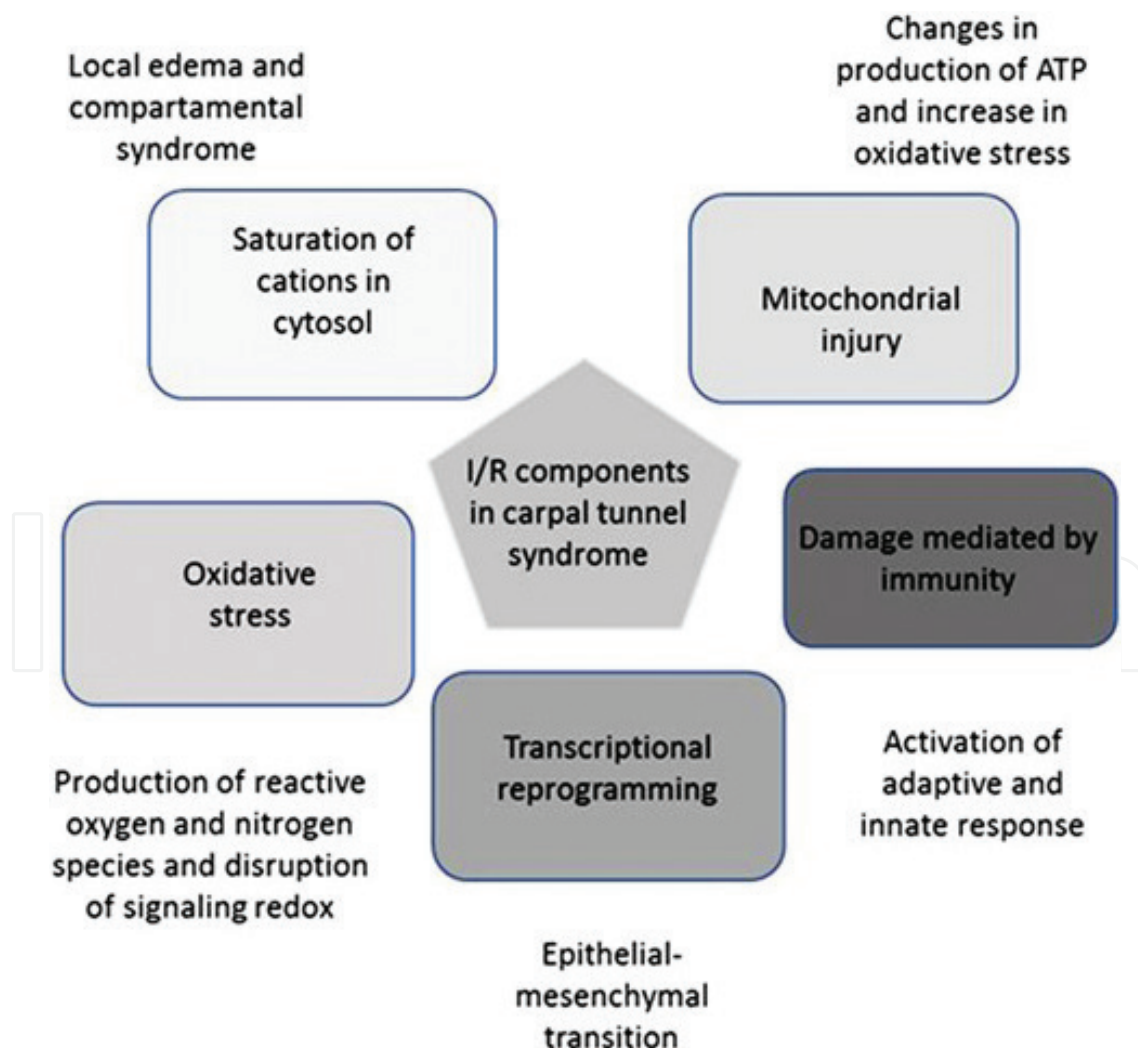 Local edema and
compartamental
syndrome
Changes in
production of ATP
and increase in
oxidative stress
Saturation of
cations in
cytosol
Mitochondrial
injury
I/R components
in carpal tunnel
syndrome
Damage mediated by
immunity
Oxidative
stress
Transcriptional
reprogramming
Activation of
adaptive and
innate response
Production of reactive
oxygen and nitrogen
species and disruption
of signaling redox
Epithelial-
mesenchymal
transition